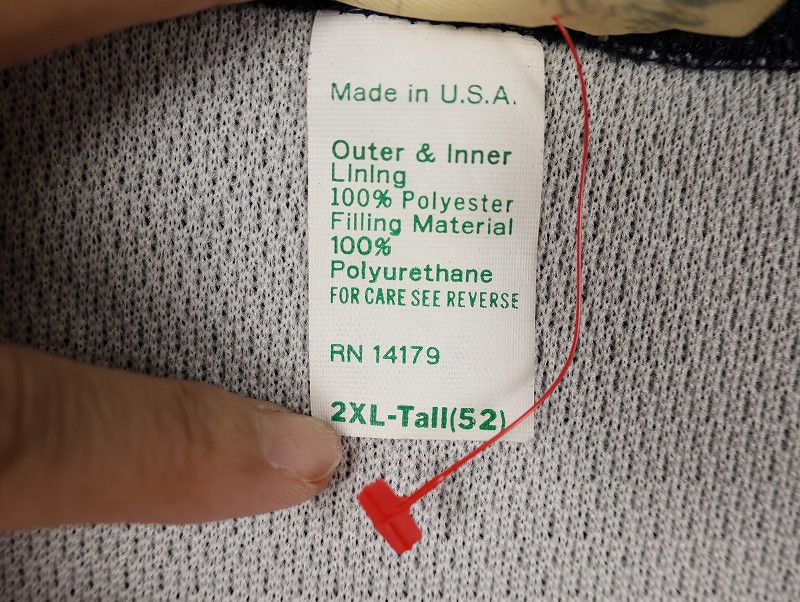 Made in U.S.A.
Outer & Inner
Lining
100% Polyester
Filling Material
100%
Polyurethane
FOR CARE SEE REVERSE
RN 14179
2XL-Tall(52)